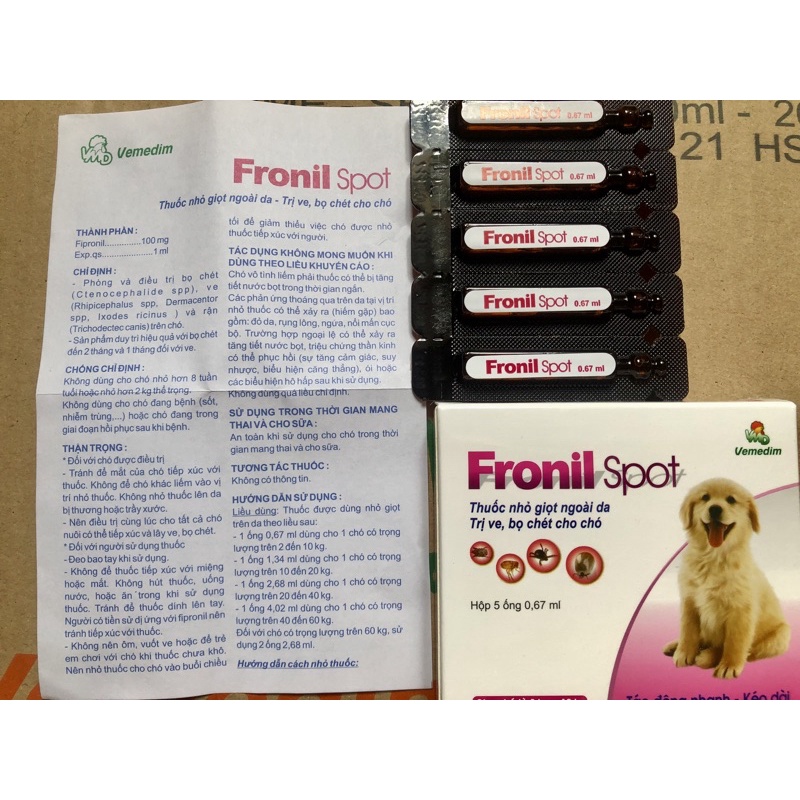 Vemedim
Fronil Spot
Thuốc nhỏ giọt ngoài da - Trị ve, bọ chét cho chó
THÀNH PHẦN :
Fipronil...............100 mg
Exp.qs.....................1 ml
CHỈ ĐỊNH :
- Phòng và điều trị bọ chét
(Ctenocephalide spp), ve
(Rhipicephalus spp, Dermacentor
spp, Ixodes ricinus ) và rận
(Trichodectec canis) trên chó.
- Sản phẩm duy trì hiệu quả với bọ chét
đến 2 tháng và 1 tháng đối với ve.
CHỐNG CHỈ ĐỊNH :
Không dùng cho chó nhỏ hơn 8 tuần
tuổi hoặc nhỏ hơn 2 kg thể trọng.
Không dùng cho chó đang bệnh (sốt,
nhiễm trùng,...) hoặc chó đang trong
giai đoạn hồi phục sau khi bệnh.
THẬN TRỌNG :
* Đối với chó được điều trị
- Tránh để mắt của chó tiếp xúc với
thuốc. Không để chó khác liếm vào vị
trí nhỏ thuốc. Không nhỏ thuốc lên da
bị thương hoặc trầy xước.
- Nên điều trị cùng lúc cho tất cả chó
nuôi có thể tiếp xúc và lây ve, bọ chét.
* Đối với người sử dụng thuốc
- Đeo bao tay khi sử dụng.
- Không để thuốc tiếp xúc với miệng
hoặc mắt. Không hút thuốc, uống
nước, hoặc ăn trong khi sử dụng
thuốc. Tránh để thuốc dính lên tay.
Người có tiền sử dị ứng với fipronil nên
tránh tiếp xúc với thuốc.
- Không nên ôm, vuốt ve hoặc để trẻ
em chơi với chó khi thuốc chưa khô.
Nên nhỏ thuốc cho chó vào buổi chiều
tối để giảm thiểu việc chó được nhỏ
thuốc tiếp xúc với người.
TÁC DỤNG KHÔNG MONG MUỐN KHI
DÙNG THEO LIỀU KHUYẾN CÁO :
Chó vô tình liếm phải thuốc có thể bị tăng
tiết nước bọt trong thời gian ngắn.
Các phản ứng thoáng qua trên da tại vị trí
nhỏ thuốc có thể xảy ra (hiếm gặp) bao
gồm: đỏ da, rụng lông, ngứa, nổi mẩn cục
bộ. Trường hợp ngoại lệ có thể xảy ra
tăng tiết nước bọt, triệu chứng thần kinh
có thể phục hồi (sự tăng cảm giác, suy
nhược, biểu hiện căng thẳng), ói hoặc
các biểu hiện hô hấp sau khi sử dụng.
Không dùng quá liều chỉ định.
SỬ DỤNG TRONG THỜI GIAN MANG
THAI VÀ CHO SỮA :
An toàn khi sử dụng cho chó trong thời
gian mang thai và cho sữa.
TƯƠNG TÁC THUỐC :
Không có thông tin.
HƯỚNG DẪN SỬ DỤNG :
Liều dùng: Thuốc được dùng nhỏ giọt
trên da theo liều sau:
- 1 ống 0,67 ml dùng cho 1 chó có trọng
lượng trên 2 đến 10 kg.
- 1 ống 1,34 ml dùng cho 1 chó có trọng
lượng trên 10 đến 20 kg.
- 1 ống 2,68 ml dùng cho 1 chó có trọng
lượng trên 20 đến 40 kg.
- 1 ống 4,02 ml dùng cho 1 chó có trọng
lượng trên 40 đến 60 kg.
Đối với chó có trọng lượng trên 60 kg, sử
dụng 2 ống 2,68 ml.
Hướng dẫn cách nhỏ thuốc:
0ml - 20
21 HS
Fronil Spot 0.67 ml
Fronil Spot 0.67 ml
Fronil Spot 0.67 ml
Fronil Spot 0.67 ml
Fronil Spot 0.67 ml
Vemedim
Fronil Spot
Thuốc nhỏ giọt ngoài da
Trị ve, bọ chét cho chó
Hộp 5 ống 0,67 ml
Tác động nhanh - Kéo dài